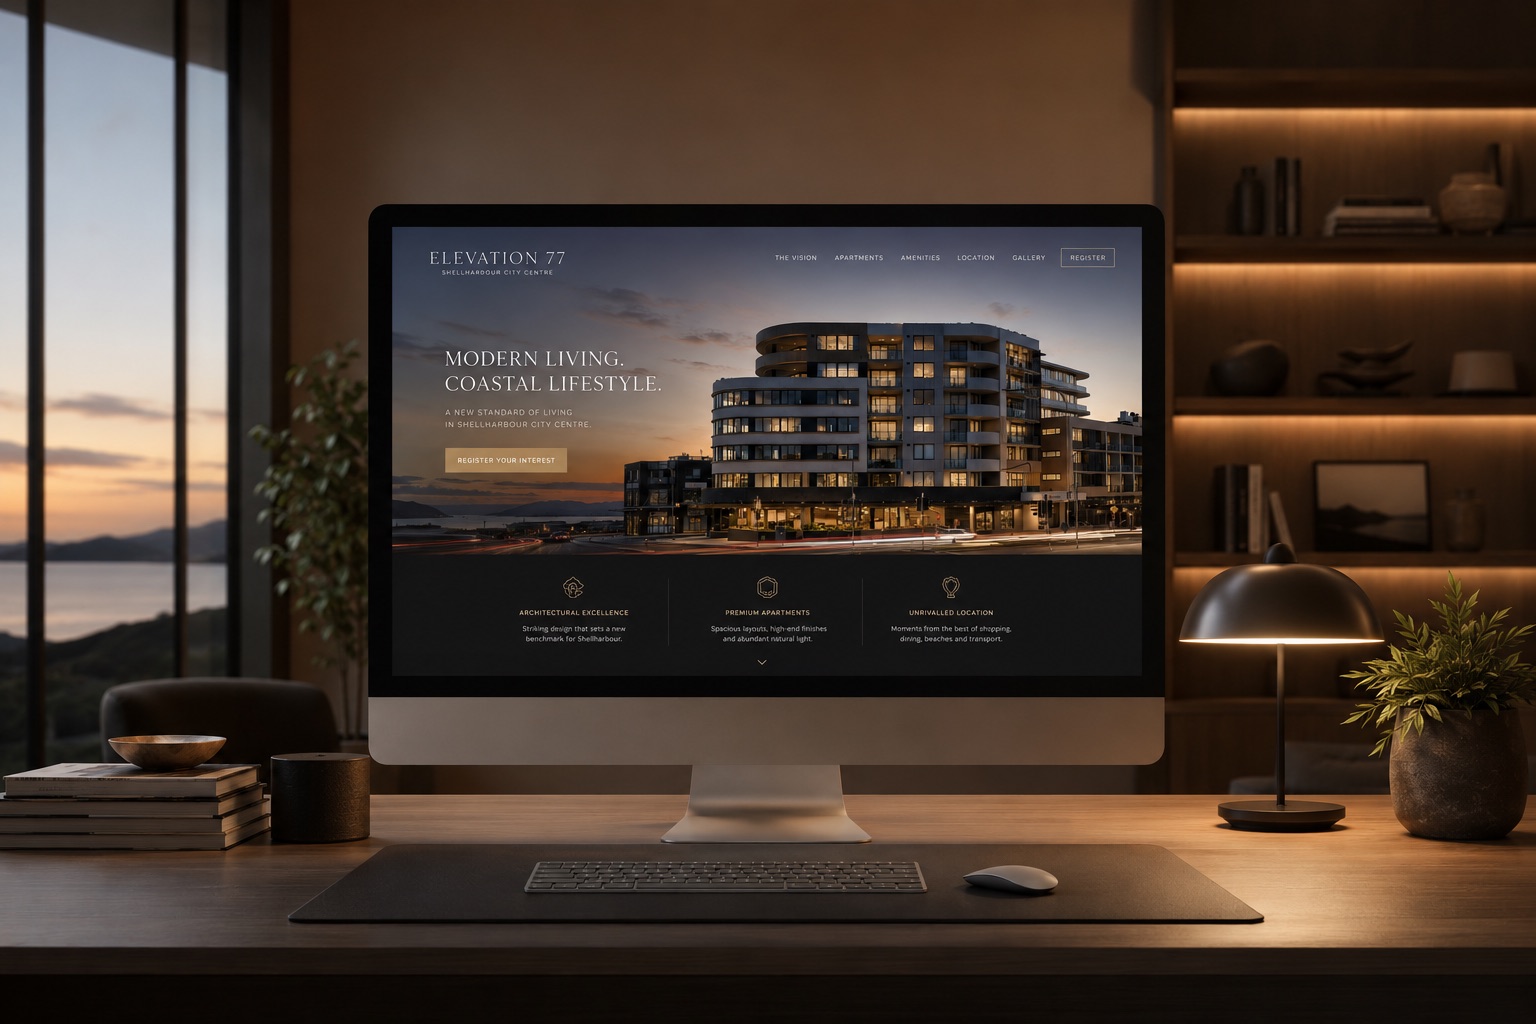 ELEVATION 77
SHELLHARBOUR CITY CENTRE
THE VISION APARTMENTS AMENITIES LOCATION GALLERY REGISTER
MODERN LIVING.
COASTAL LIFESTYLE.
A NEW STANDARD OF LIVING
IN SHELLHARBOUR CITY CENTRE.
REGISTER YOUR INTEREST
ARCHITECTURAL EXCELLENCE
Striking design that sets a new
benchmark for Shellharbour.
PREMIUM APARTMENTS
Spacious layouts, high-end finishes
and abundant natural light.
UNRIVALLED LOCATION
Moments from the best of shopping,
dining, beaches and transport.